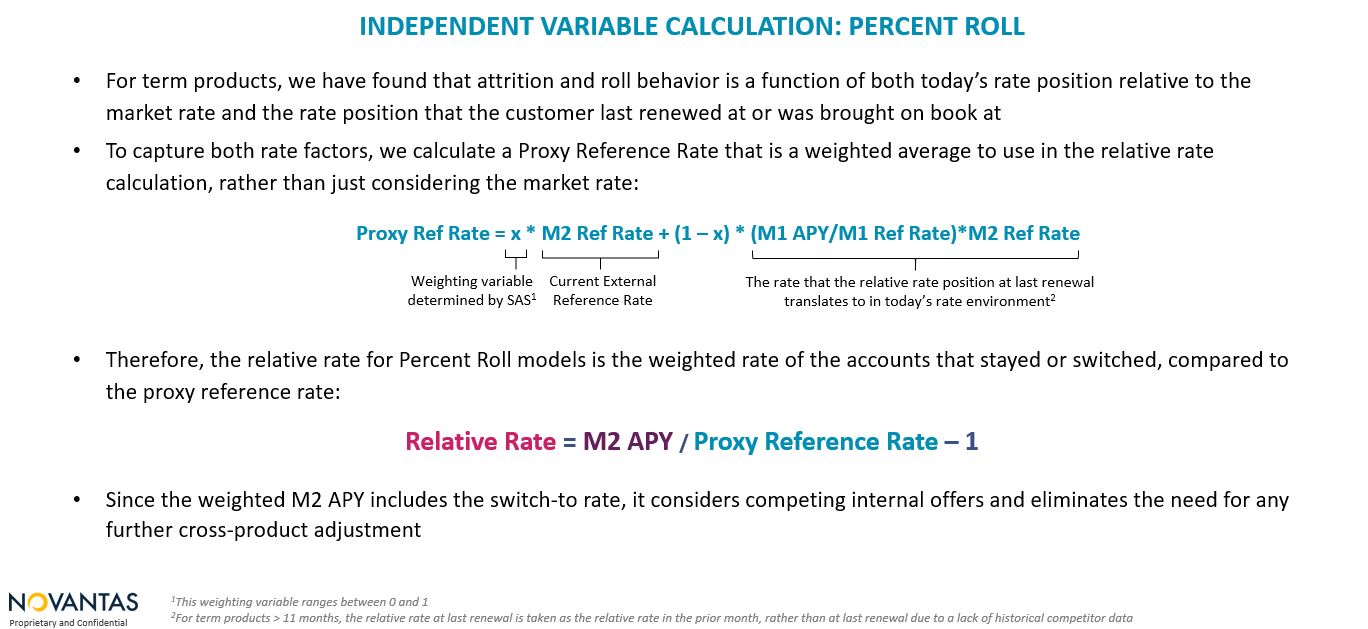 INDEPENDENT VARIABLE CALCULATION: PERCENT ROLL
• For term products, we have found that attrition and roll behavior is a function of both today’s rate position relative to the
market rate and the rate position that the customer last renewed at or was brought on book at
• To capture both rate factors, we calculate a Proxy Reference Rate that is a weighted average to use in the relative rate
calculation, rather than just considering the market rate:
Proxy Ref Rate = x * M2 Ref Rate + (1 – x) * (M1 APY/M1 Ref Rate)*M2 Ref Rate
Weighting variable
determined by SAS¹
Current External
Reference Rate
The rate that the relative rate position at last renewal
translates to in today’s rate environment²
• Therefore, the relative rate for Percent Roll models is the weighted rate of the accounts that stayed or switched, compared to
the proxy reference rate:
Relative Rate = M2 APY / Proxy Reference Rate – 1
• Since the weighted M2 APY includes the switch-to rate, it considers competing internal offers and eliminates the need for any
further cross-product adjustment
NOVANTAS
Proprietary and Confidential
¹This weighting variable ranges between 0 and 1
²For term products > 11 months, the relative rate at last renewal is taken as the relative rate in the prior month, rather than at last renewal due to a lack of historical competitor data